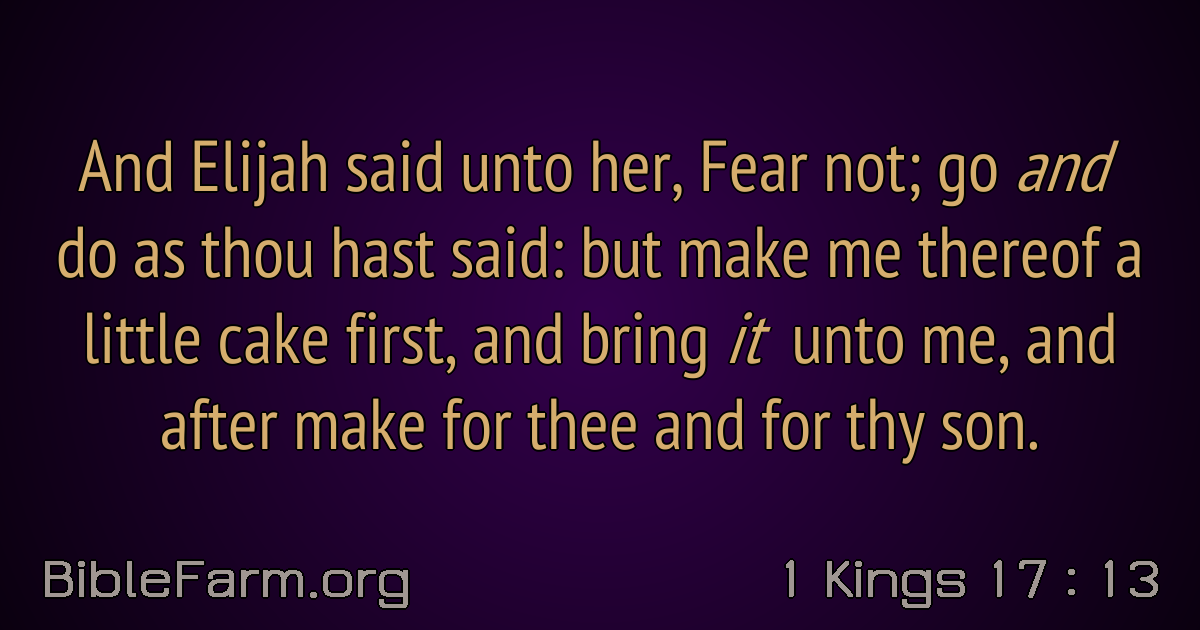 And Elijah said unto her, Fear not; go and
do as thou hast said: but make me thereof a
little cake first, and bring it unto me, and
after make for thee and for thy son.
BibleFarm.org
1 Kings 17 : 13